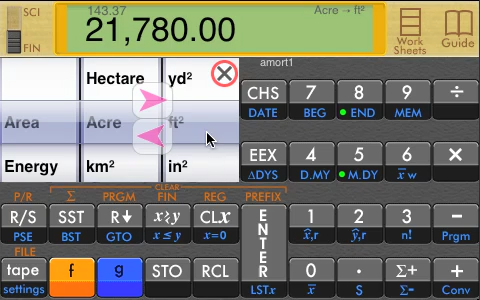 SCI
FIN
143.37
Acre → ft²
21,780.00
Work
Sheets
Guide
amort1
Hectare
yd²
Area
Acre
ft²
Energy
km²
in²
CHS
7
8
9
÷
DATE
BEG
END
MEM
EEX
4
5
6
×
ΔDYS
D.MY
M.DY
x̅ w
CLEAR
P/R
Σ
PRGM
FIN
REG
PREFIX
R/S
SST
R↓
x≷y
CLx
ENTER
1
2
3
−
PSE
BST
GTO
x ≤ y
x=0
x̂,r
ŷ,r
n!
Prgm
FILE
tape
f
g
STO
RCL
0
·
Σ+
+
settings
LSTx
x̅
S
Σ−
Conv